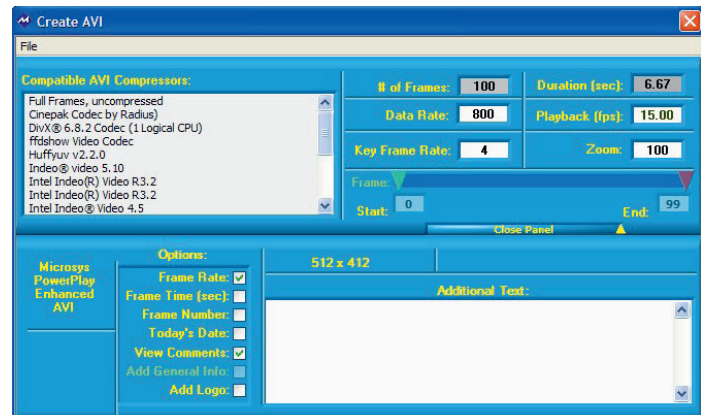 Create AVI
File
Compatible AVI Compressors:
Full Frames, uncompressed
Cinepak Codec by Radius)
DivX® 6.8.2 Codec (1 Logical CPU)
ffdshow Video Codec
Huffyuv v2.2.0
Indeo® video 5.10
Intel Indeo(R) Video R3.2
Intel Indeo(R) Video R3.2
Intel Indeo® Video 4.5
# of Frames: 100
Duration (sec): 6.67
Data Rate: 800
Playback (fps): 15.00
Key Frame Rate: 4
Zoom: 100
Frame:
Start: 0
End: 99
Close Panel
Microsys
PowerPlay
Enhanced
AVI
Options:
Frame Rate:
Frame Time (sec):
Frame Number:
Today's Date:
View Comments:
Add General Info:
Add Logo:
512 x 412
Additional Text: